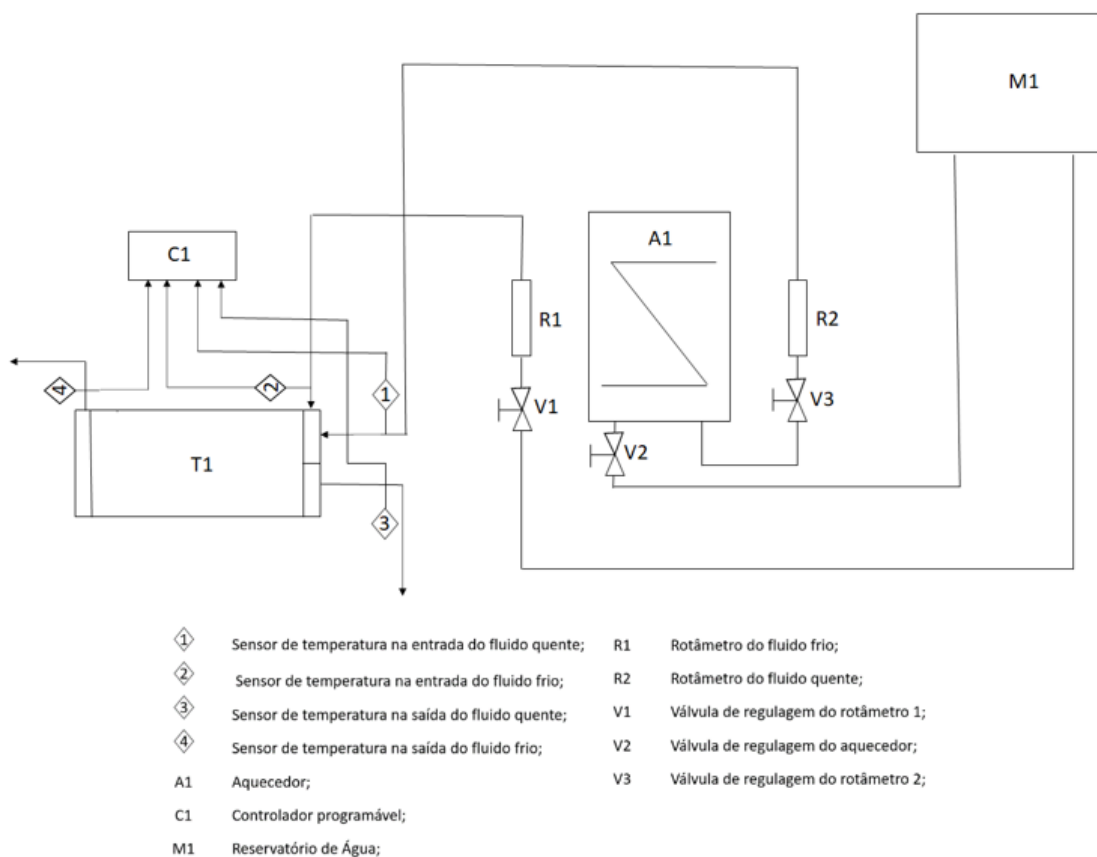 M1
A1
C1
R1
R2
1
2
V1
V3
4
V2
T1
3
1 Sensor de temperatura na entrada do fluido quente;
2 Sensor de temperatura na entrada do fluido frio;
3 Sensor de temperatura na saída do fluido quente;
4 Sensor de temperatura na saída do fluido frio;
A1 Aquecedor;
C1 Controlador programável;
M1 Reservatório de Água;
R1 Rotâmetro do fluido frio;
R2 Rotâmetro do fluido quente;
V1 Válvula de regulagem do rotâmetro 1;
V2 Válvula de regulagem do aquecedor;
V3 Válvula de regulagem do rotâmetro 2;